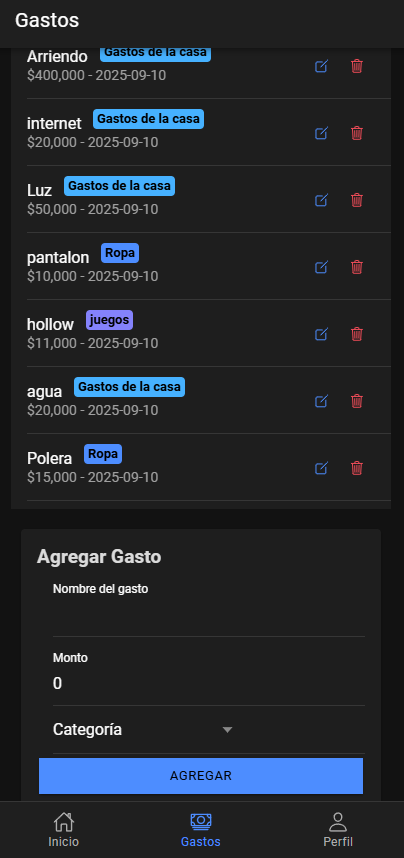 Gastos
Arriendo Gastos de la casa
$400,000 - 2025-09-10
internet Gastos de la casa
$20,000 - 2025-09-10
Luz Gastos de la casa
$50,000 - 2025-09-10
pantalon Ropa
$10,000 - 2025-09-10
hollow juegos
$11,000 - 2025-09-10
agua Gastos de la casa
$20,000 - 2025-09-10
Polera Ropa
$15,000 - 2025-09-10
Agregar Gasto
Nombre del gasto
Monto
0
Categoría
AGREGAR
Inicio Gastos Perfil